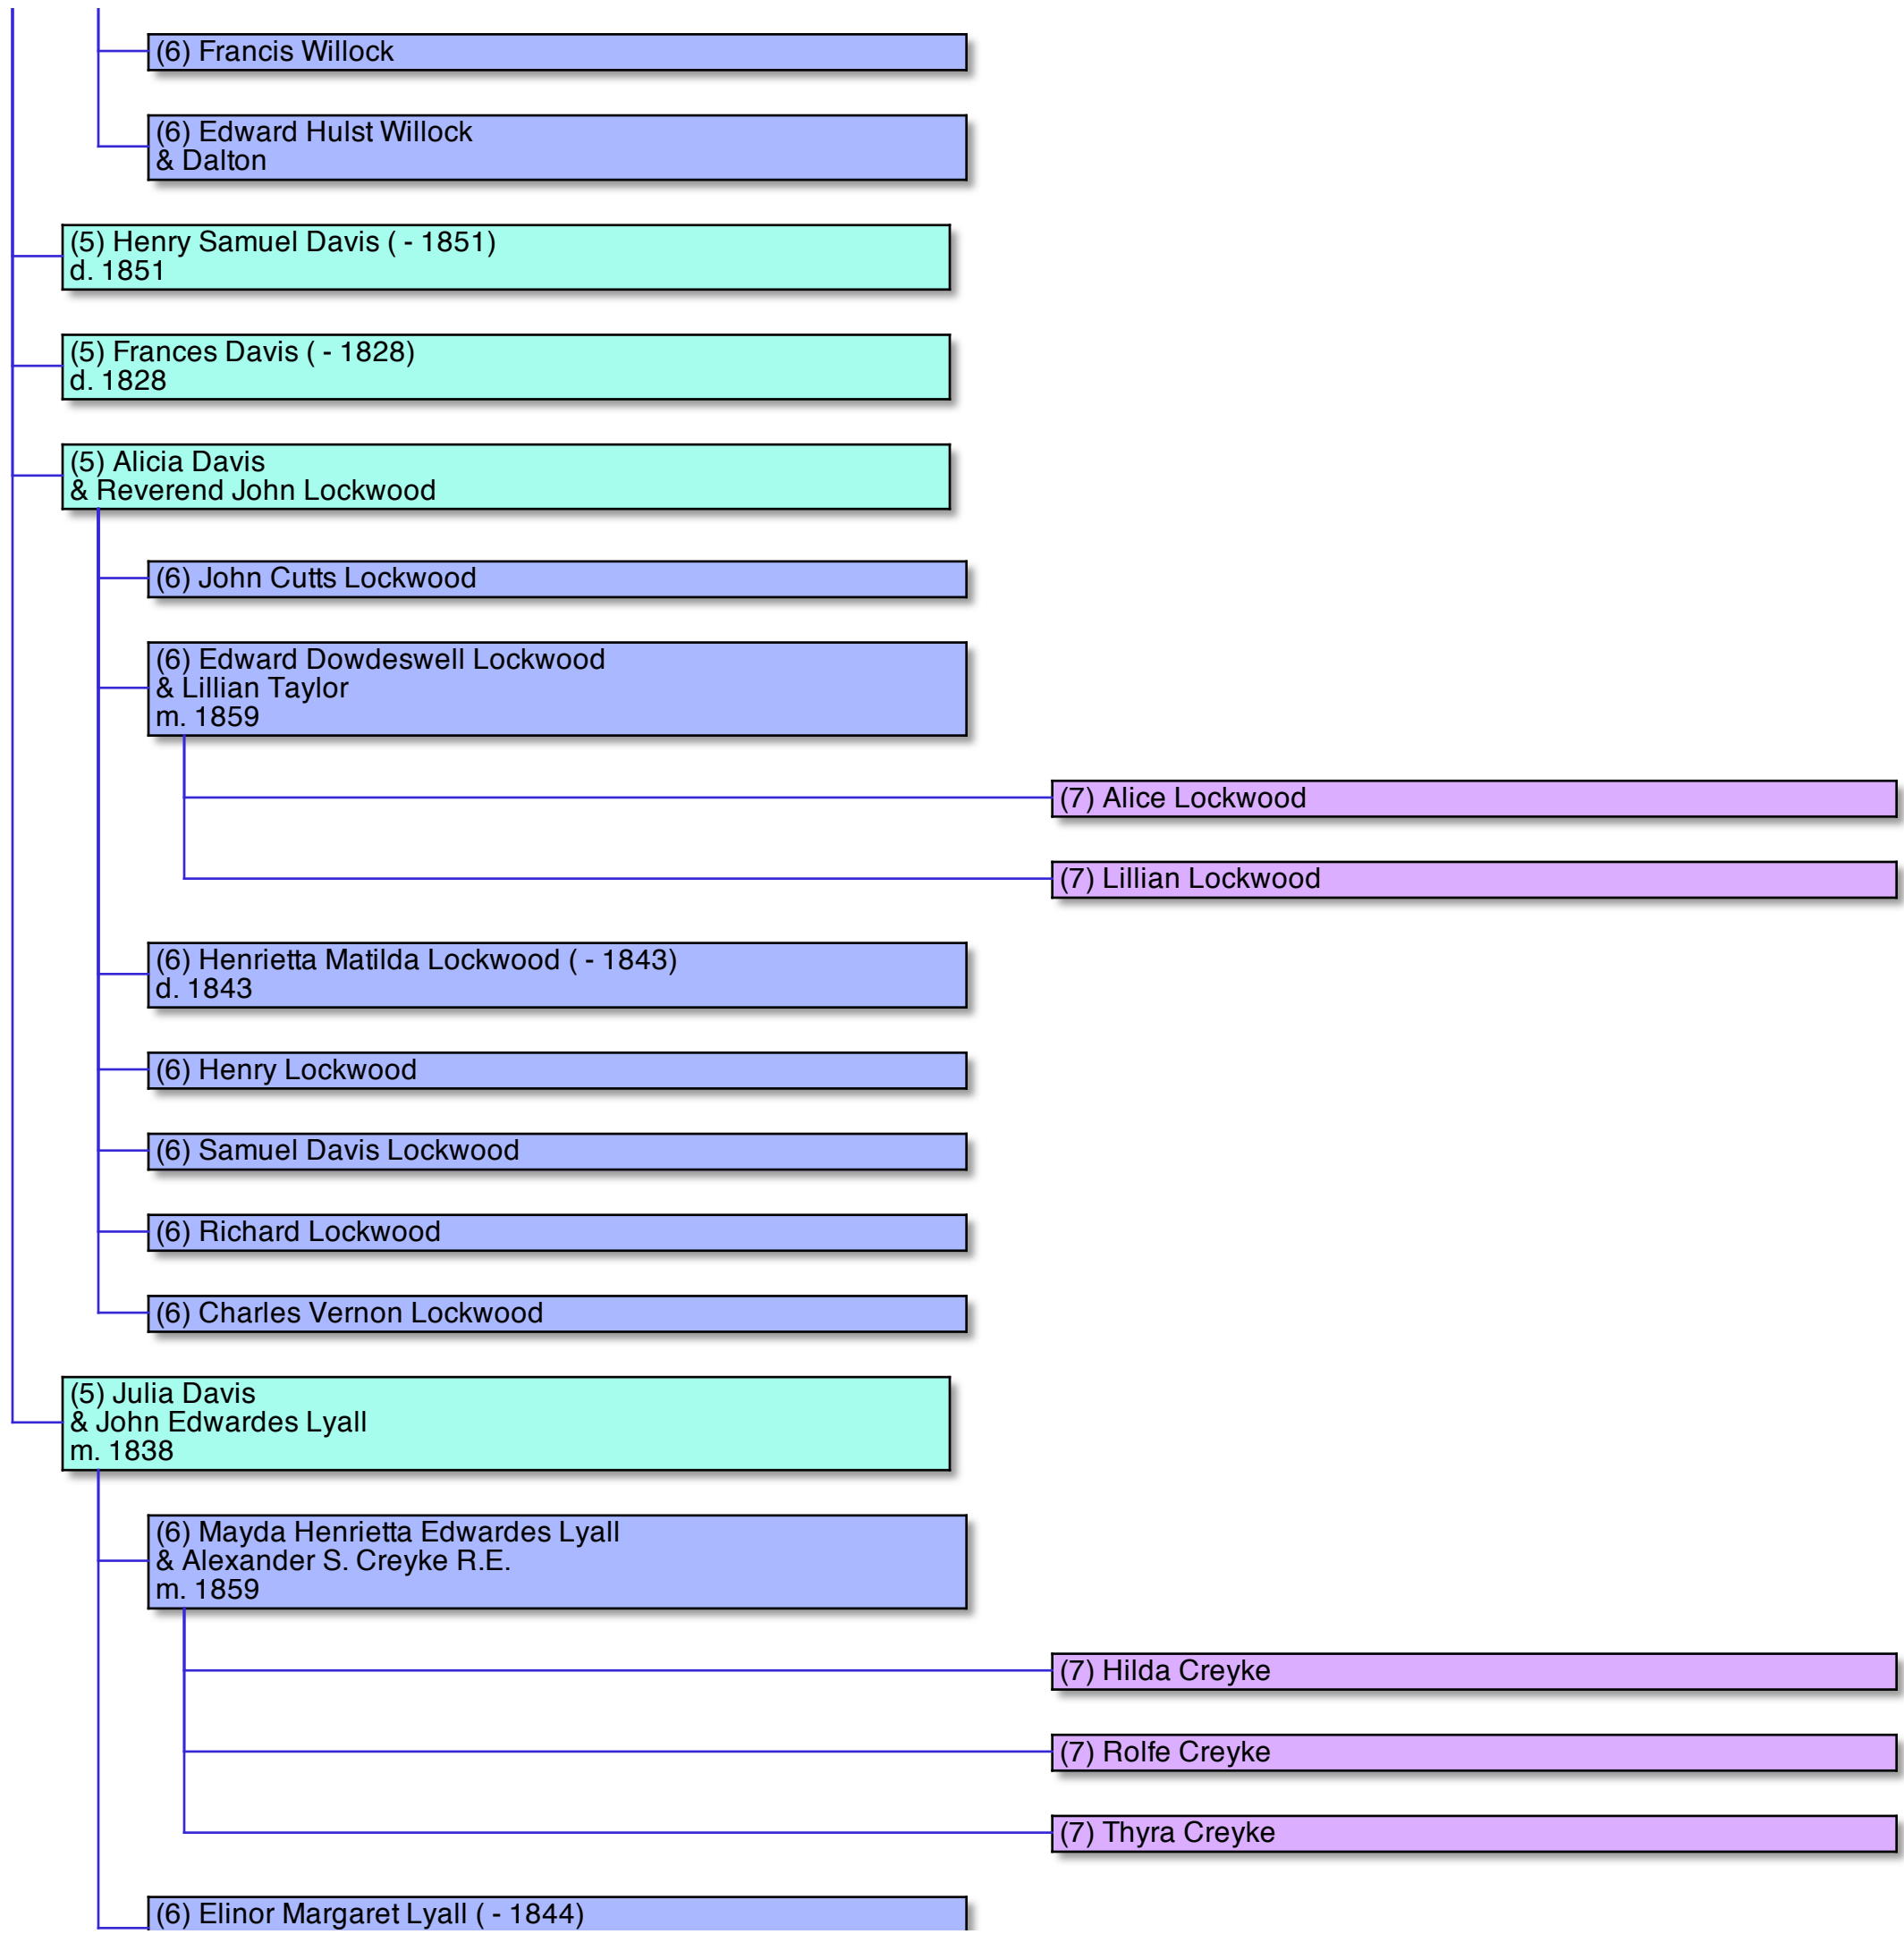 (6) Francis Willock
(6) Edward Hulst Willock
& Dalton
(5) Henry Samuel Davis ( - 1851)
d. 1851
(5) Frances Davis ( - 1828)
d. 1828
(5) Alicia Davis
& Reverend John Lockwood
(6) John Cutts Lockwood
(6) Edward Dowdeswell Lockwood
& Lillian Taylor
m. 1859
(7) Alice Lockwood
(7) Lillian Lockwood
(6) Henrietta Matilda Lockwood ( - 1843)
d. 1843
(6) Henry Lockwood
(6) Samuel Davis Lockwood
(6) Richard Lockwood
(6) Charles Vernon Lockwood
(5) Julia Davis
& John Edwardes Lyall
m. 1838
(6) Mayda Henrietta Edwardes Lyall
& Alexander S. Creyke R.E.
m. 1859
(7) Hilda Creyke
(7) Rolfe Creyke
(7) Thyra Creyke
(6) Elinor Margaret Lyall ( - 1844)